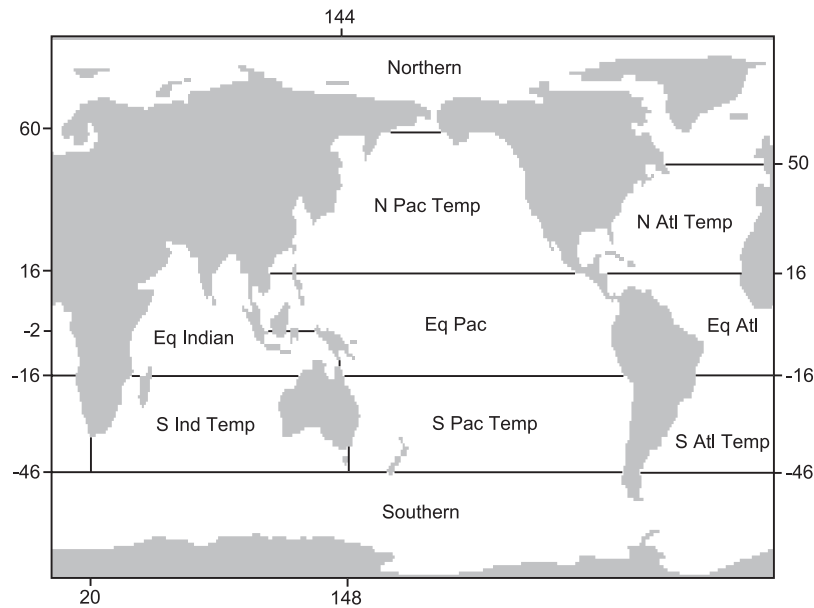 144
Northern
60
50
N Pac Temp
N Atl Temp
16
16
-2
Eq Indian
Eq Pac
Eq Atl
-16
-16
S Ind Temp
S Pac Temp
S Atl Temp
-46
-46
Southern
20
148